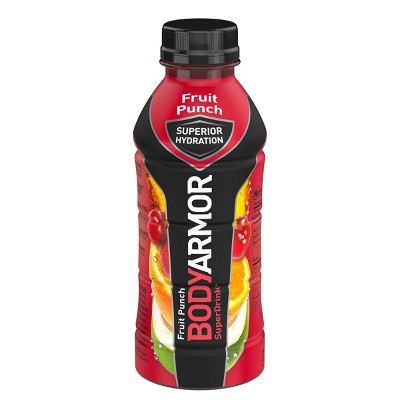 Fruit
Punch
SUPERIOR
HYDRATION
Fruit Punch
BODYARMOR
SuperDrink